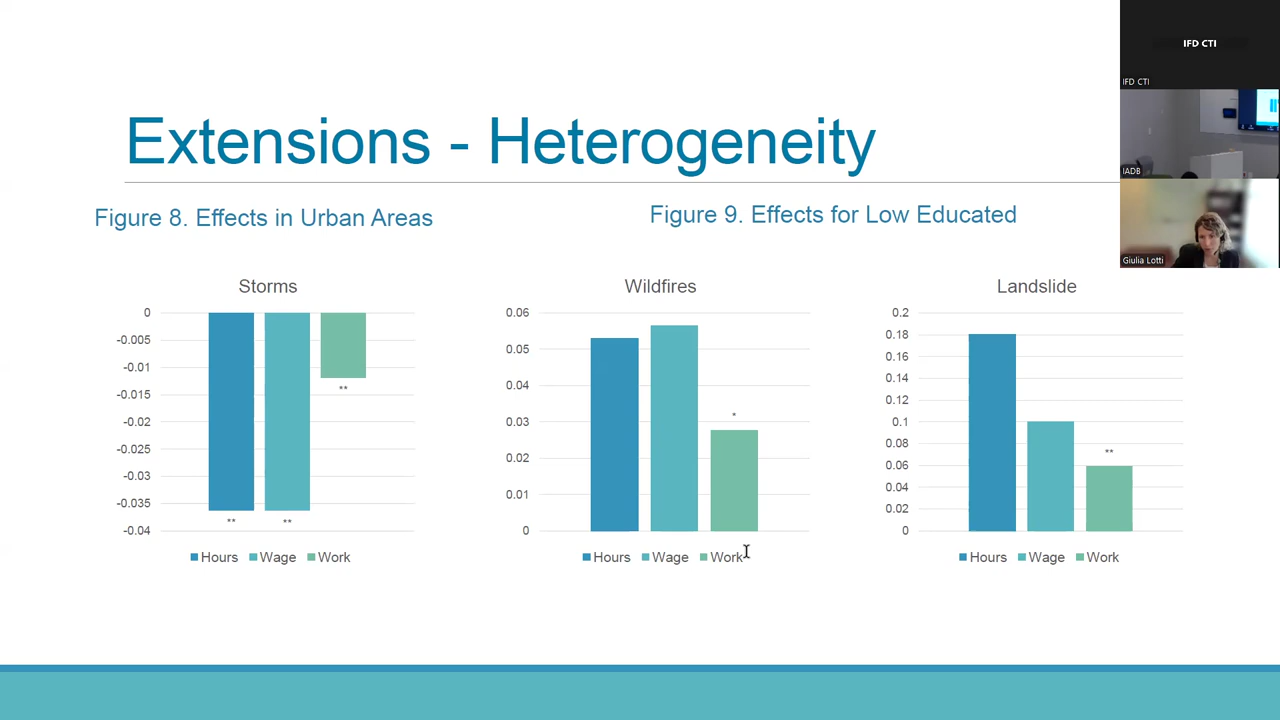 Extensions - Heterogeneity
Figure 8. Effects in Urban Areas
Figure 9. Effects for Low Educated
Storms
0
-0.005
-0.01
-0.015
-0.02
-0.025
-0.03
-0.035
-0.04
**
**
**
Hours Wage Work
Wildfires
0.06
0.05
0.04
0.03
0.02
0.01
0
*
Hours Wage Work
Landslide
0.2
0.18
0.16
0.14
0.12
0.1
0.08
0.06
0.04
0.02
0
**
Hours Wage Work
IFD CTI
IFD CTI
IADB
Giulia Lotti